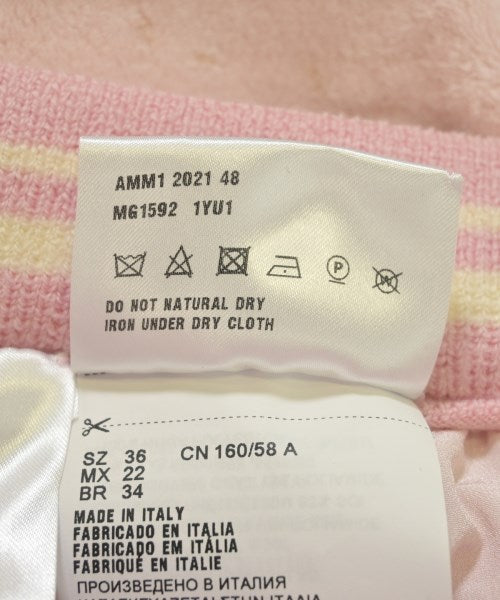 AMM1 2021 48
MG1592 1YU1
P
W
DO NOT NATURAL DRY
IRON UNDER DRY CLOTH
SZ 36 CN 160/58 A
MX 22
BR 34
MADE IN ITALY
FABRICADO EN ITALIA
FABRICADO EM ITÁLIA
FABRIQUÉ EN ITALIE
ПРОИЗВЕДЕНО В ИТАЛИЯ